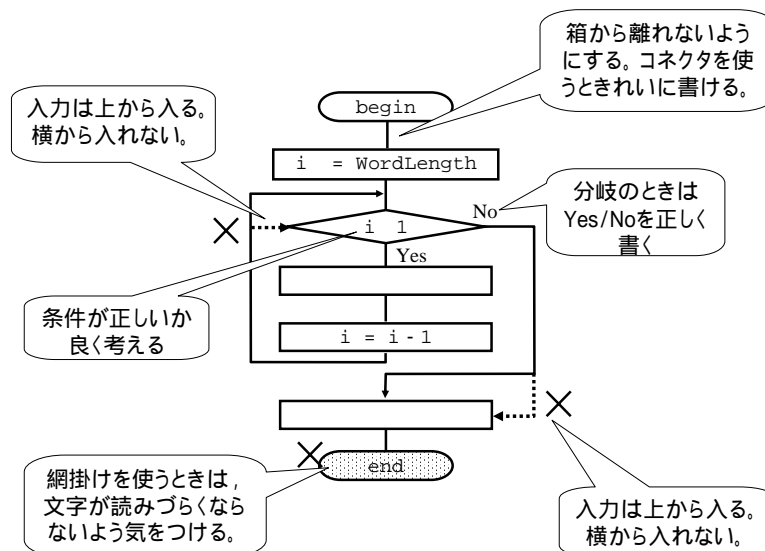 箱から離れないよう
にする。コネクタを使
うときれいに書ける。
入力は上から入る。
横から入れない。
begin
i = WordLength
分岐のときは
Yes/Noを正しく
書く
No
i 1
Yes
条件が正しいか
良く考える
i = i - 1
end
網掛けを使うときは,
文字が読みづらくなら
ないよう気をつける。
入力は上から入る。
横から入れない。